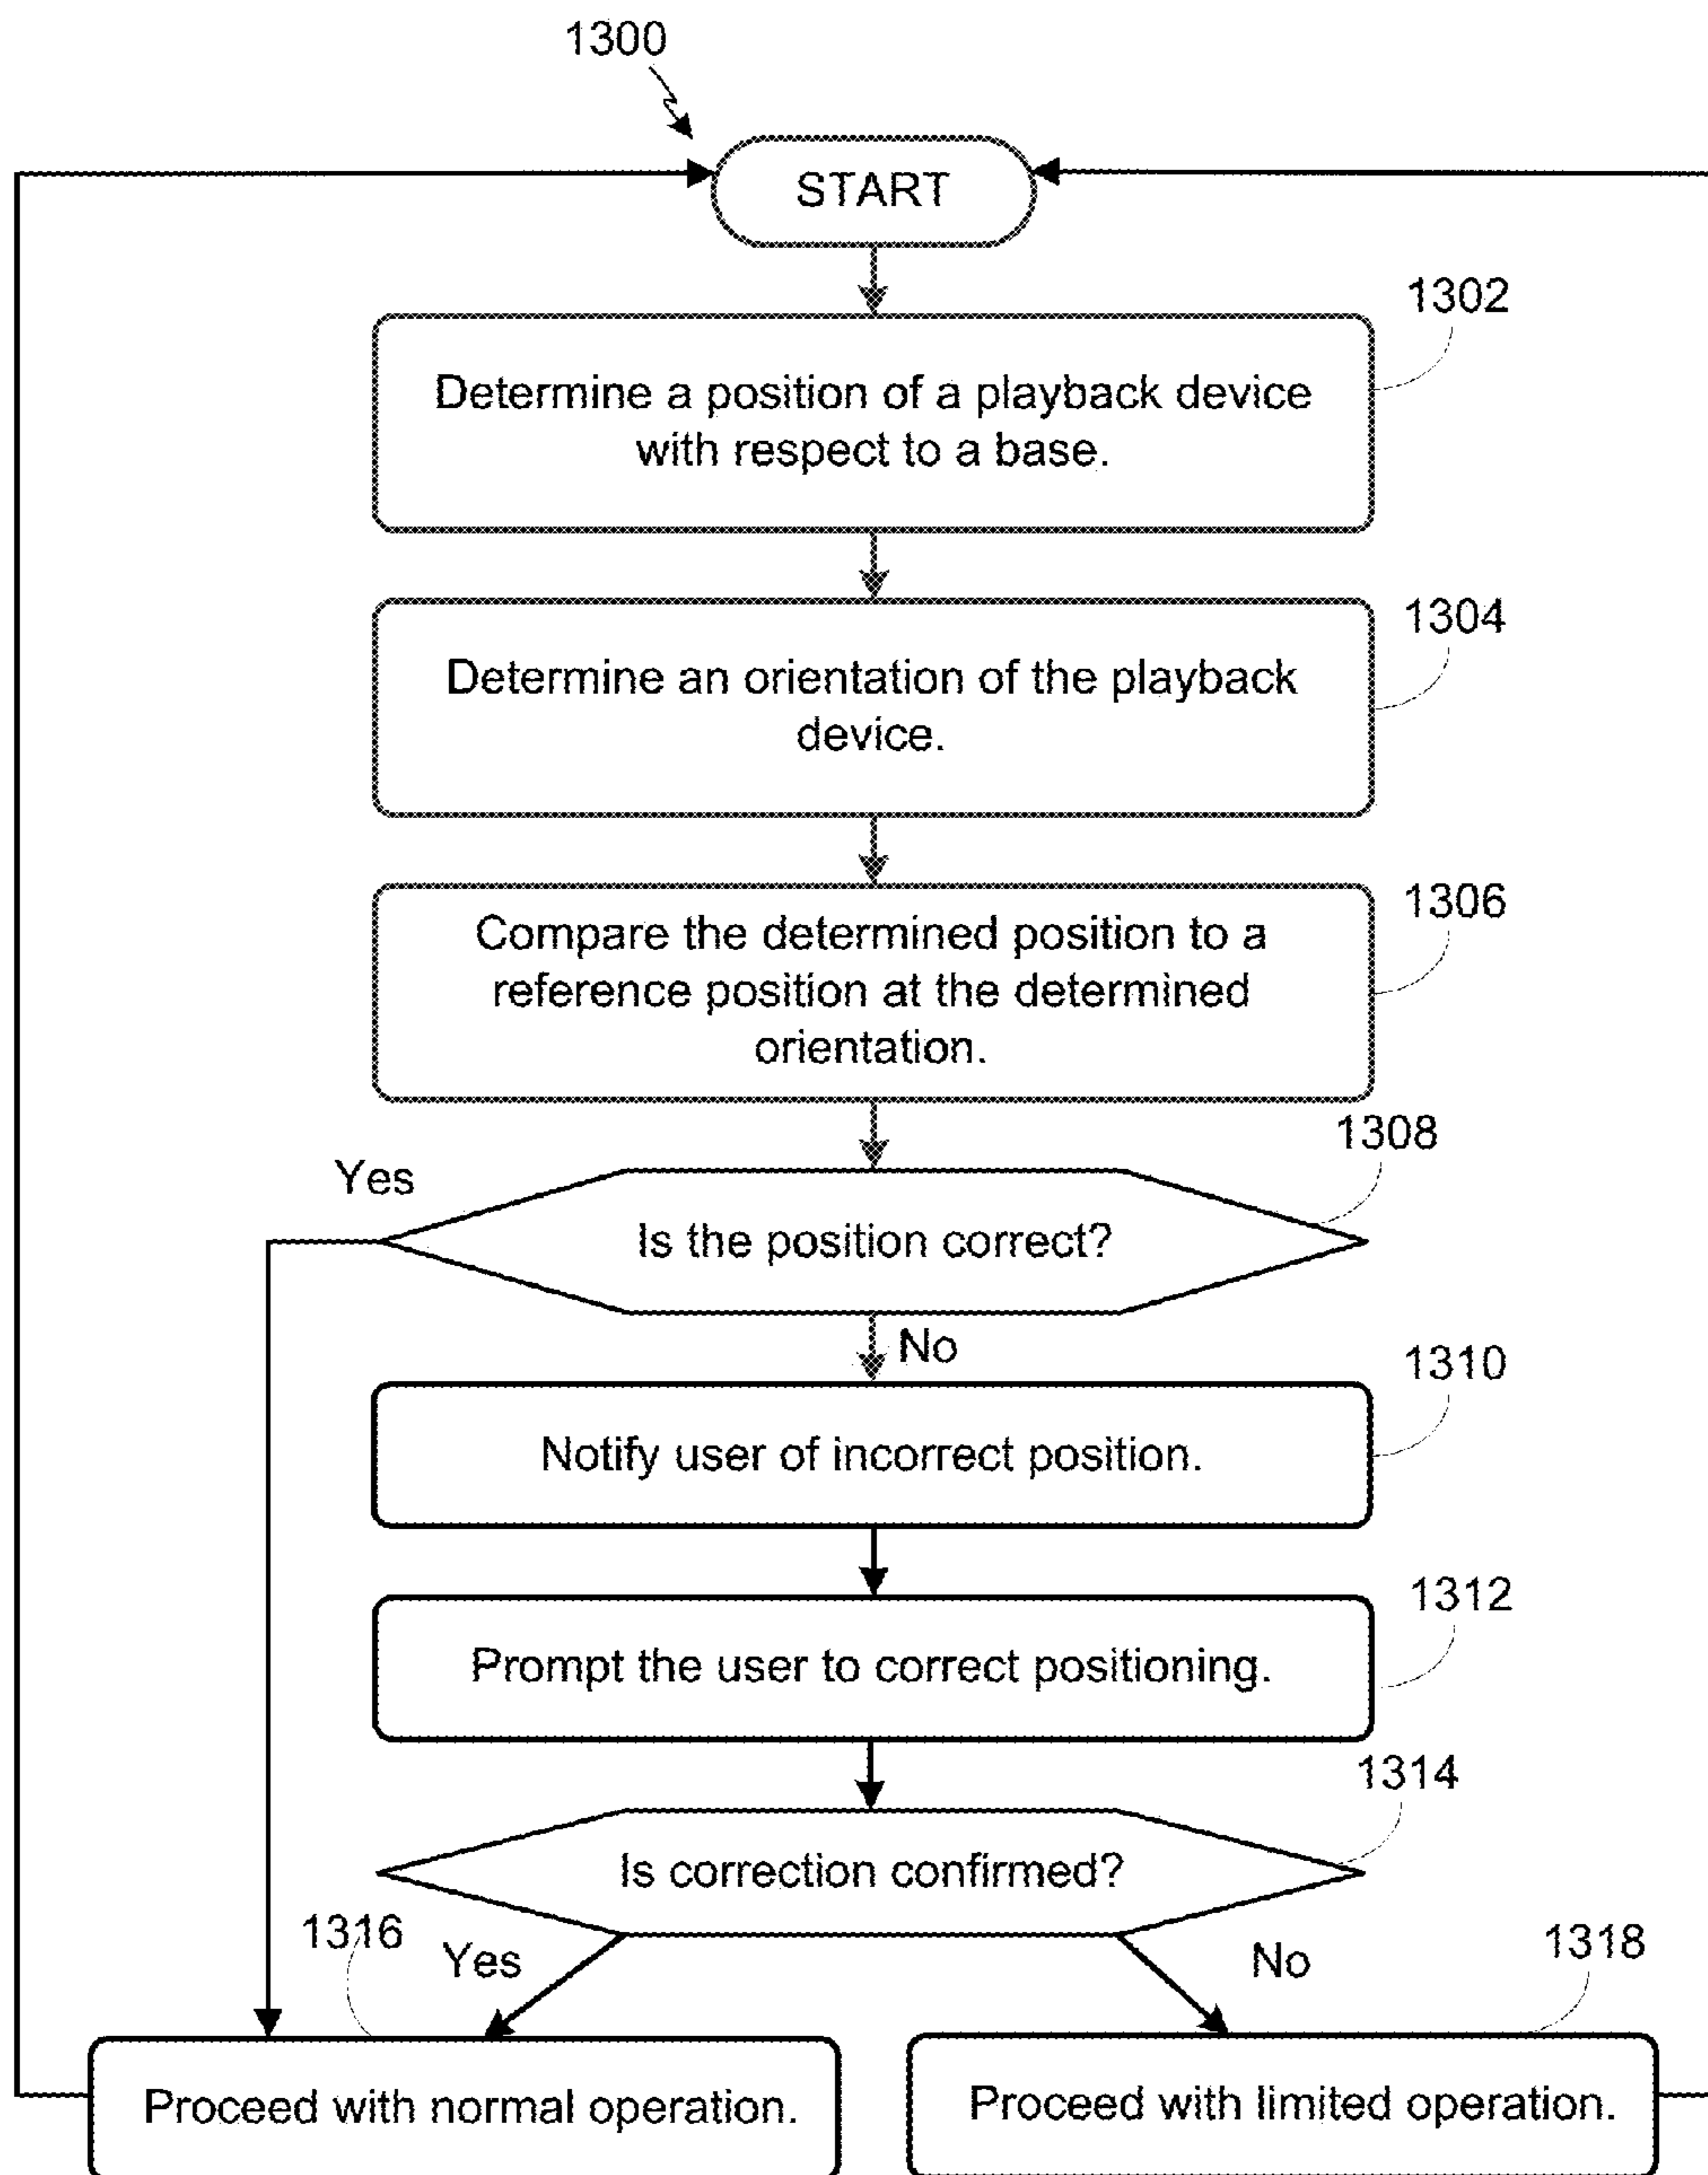 1300
START
1302
Determine a position of a playback device
with respect to a base.
1304
Determine an orientation of the playback
device.
1306
Compare the determined position to a
reference position at the determined
orientation.
1308
Yes
Is the position correct?
No
1310
Notify user of incorrect position.
1312
Prompt the user to correct positioning.
1314
Is correction confirmed?
1316
Yes
No
1318
Proceed with normal operation.
Proceed with limited operation.